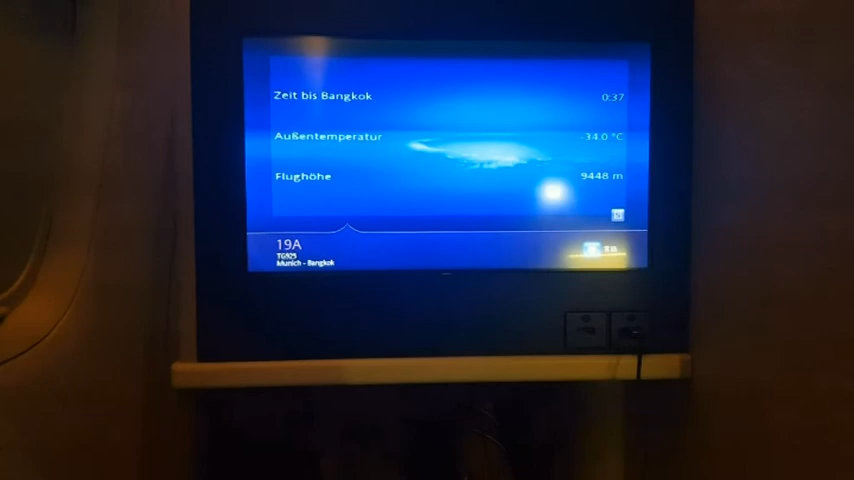 Zeit bis Bangkok 0:37
Außentemperatur -34.0 °C
Flughöhe 9448 m
19A
TG925
Munich - Bangkok